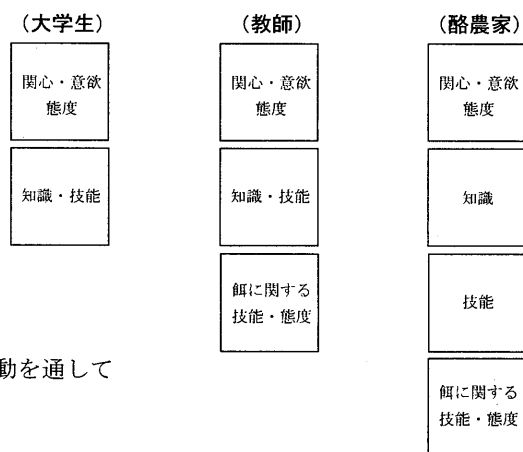 (大学生)
関心・意欲
態度
知識・技能
(教師)
関心・意欲
態度
知識・技能
餌に関する
技能・態度
(酪農家)
関心・意欲
態度
知識
技能
餌に関する
技能・態度
動を通して